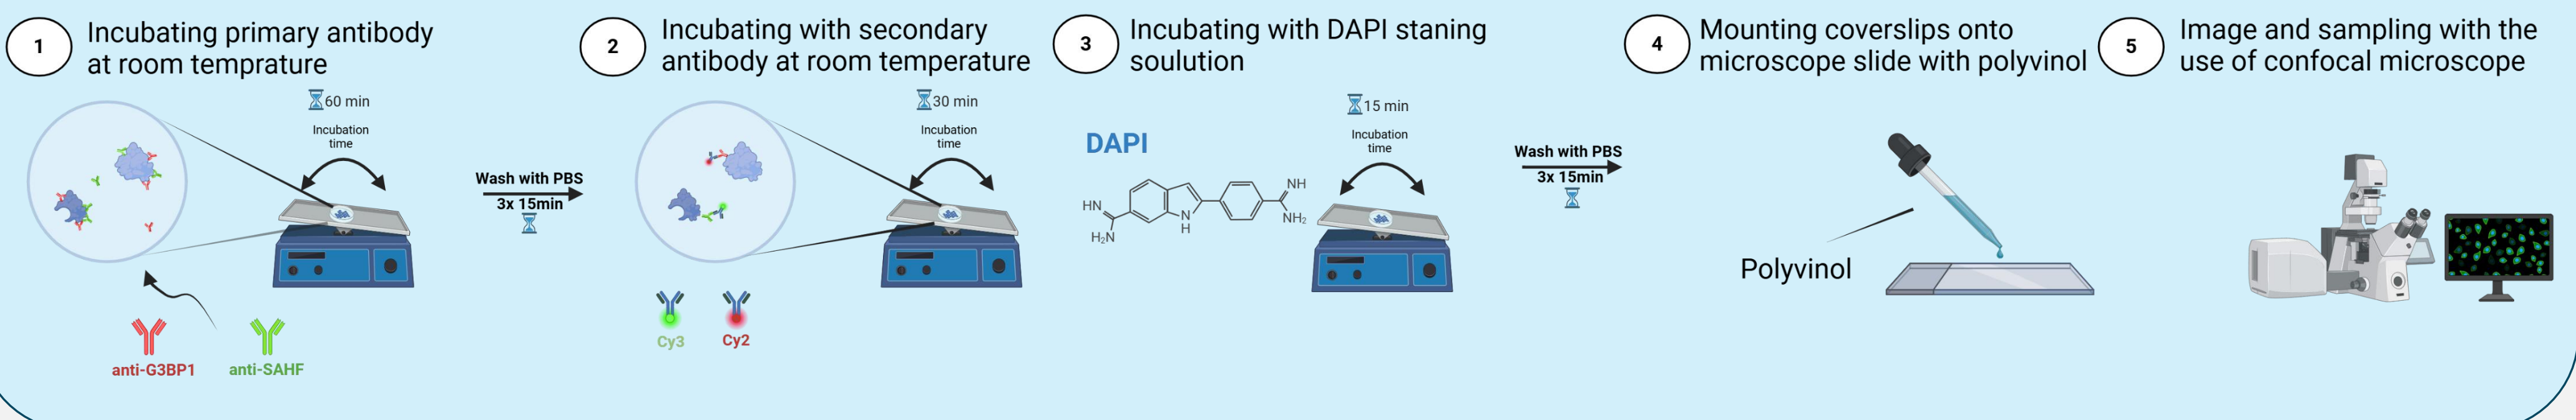 1
Incubating primary antibody
at room temprature
60 min
Incubation
time
anti-G3BP1
anti-SAHF
Wash with PBS
3x 15min
2
Incubating with secondary
antibody at room temperature
30 min
Incubation
time
Cy3
Cy2
3
Incubating with DAPI staning
soulution
15 min
Incubation
time
DAPI
HN
H₂N
N
H
NH
NH₂
Wash with PBS
3x 15min
4
Mounting coverslips onto
microscope slide with polyvinol
Polyvinol
5
Image and sampling with the
use of confocal microscope